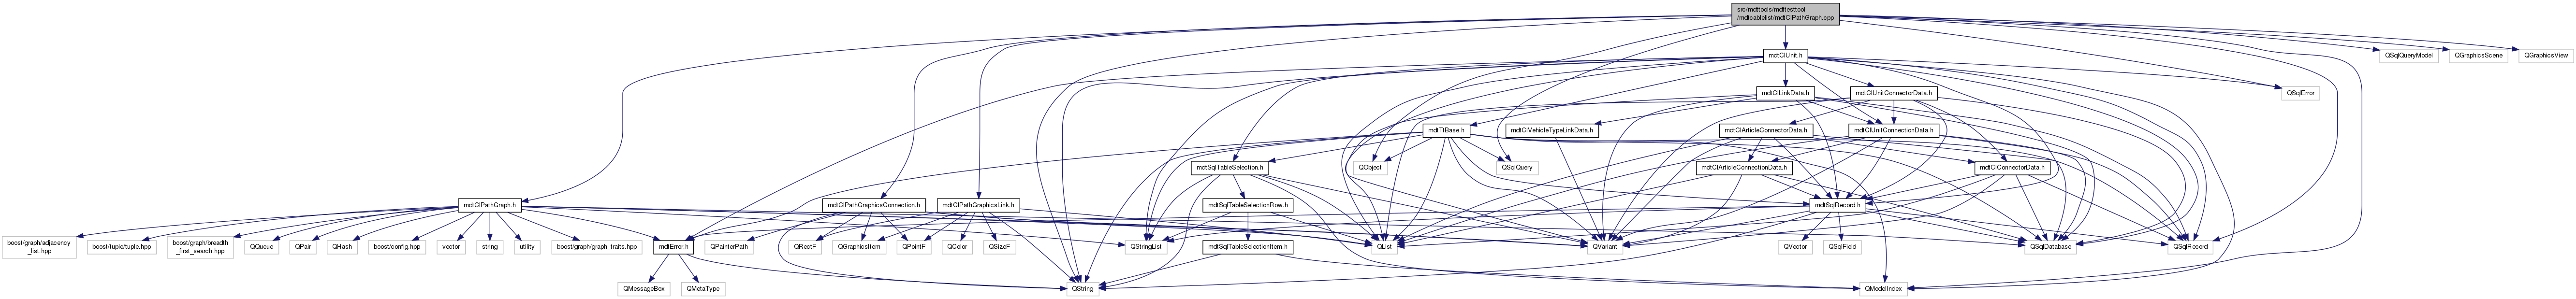 src/mdttools/mdttesttool
/mdtcablelist/mdtClPathGraph.cpp
mdtClUnit.h
QSqlQueryModel
QGraphicsScene
QGraphicsView
mdtClLinkData.h
mdtClUnitConnectorData.h
QSqlError
mdtTtBase.h
mdtClVehicleTypeLinkData.h
mdtClArticleConnectorData.h
mdtClUnitConnectionData.h
mdtSqlTableSelection.h
QObject
QSqlQuery
mdtClArticleConnectionData.h
mdtClConnectorData.h
mdtClPathGraph.h
mdtClPathGraphicsConnection.h
mdtClPathGraphicsLink.h
mdtSqlTableSelectionRow.h
mdtSqlRecord.h
boost/graph/adjacency
_list.hpp
boost/tuple/tuple.hpp
boost/graph/breadth
_first_search.hpp
QQueue
QPair
QHash
boost/config.hpp
vector
string
utility
boost/graph/graph_traits.hpp
mdtError.h
QPainterPath
QRectF
QGraphicsItem
QPointF
QColor
QSizeF
QStringList
mdtSqlTableSelectionItem.h
QList
QVariant
QVector
QSqlField
QSqlDatabase
QSqlRecord
QMessageBox
QMetaType
QString
QModelIndex